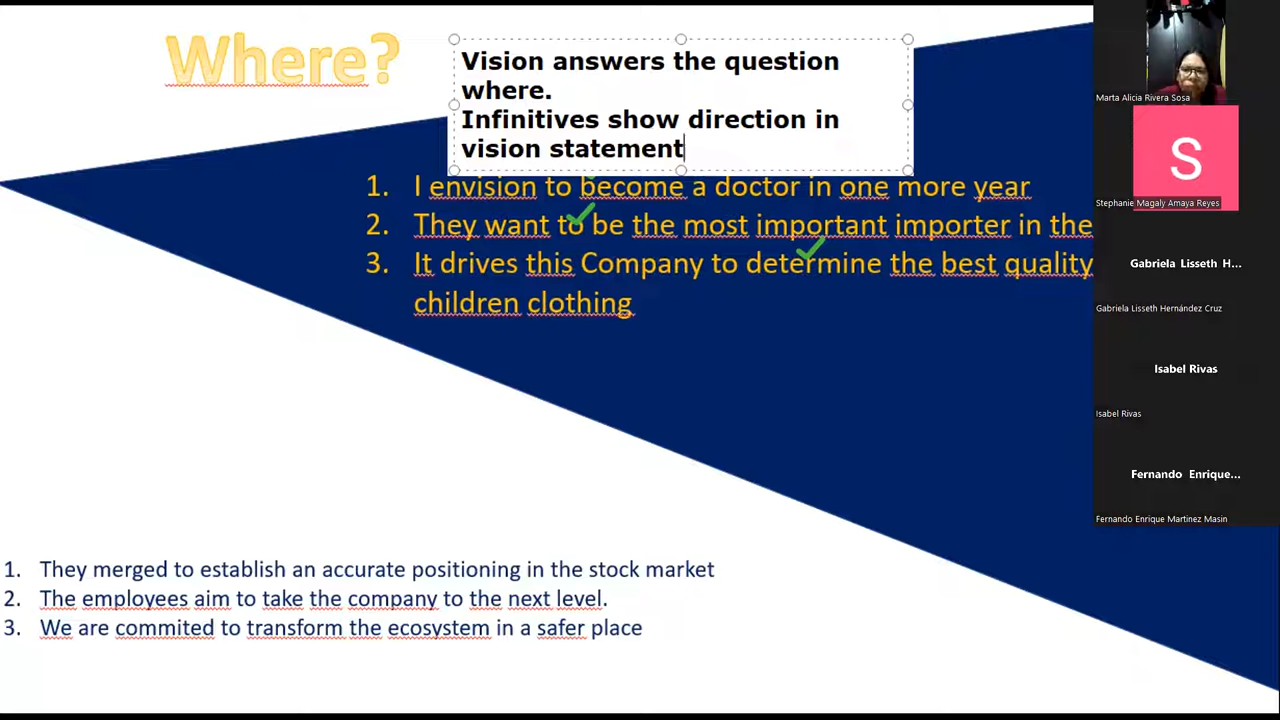 Where?
Vision answers the question
where.
Infinitives show direction in
vision statement
1. I envision to become a doctor in one more year
2. They want to be the most important importer in the
3. It drives this Company to determine the best quality
children clothing
1. They merged to establish an accurate positioning in the stock market
2. The employees aim to take the company to the next level.
3. We are commited to transform the ecosystem in a safer place
Marta Alicia Rivera Sosa
S
Stephanie Magaly Amaya Reyes
Gabriela Lisseth H...
Gabriela Lisseth Hernández Cruz
Isabel Rivas
Isabel Rivas
Fernando Enrique...
Fernando Enrique Martinez Masin